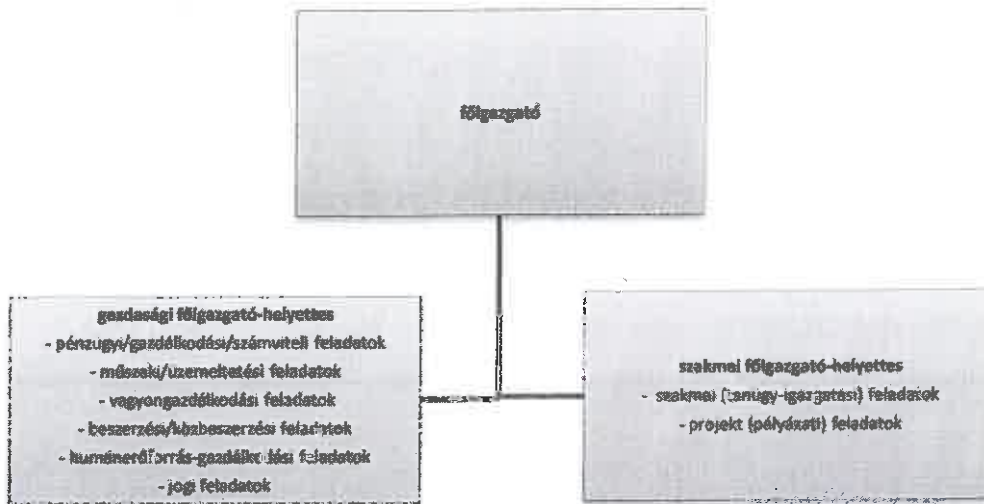 főigazgató
gazdasági főigazgató-helyettes
- pénzügyi/gazdálkodási/számviteli feladatok
- műszaki/üzemeltetési feladatok
- vagyongazdálkodási feladatok
- beszerzési/közbeszerzési feladatok
- humánerőforrás-gazdálkodási feladatok
- jogi feladatok
szakmai főigazgató-helyettes
- szakmai (tanügy-igazgatási) feladatok
- projekt (pályázati) feladatok